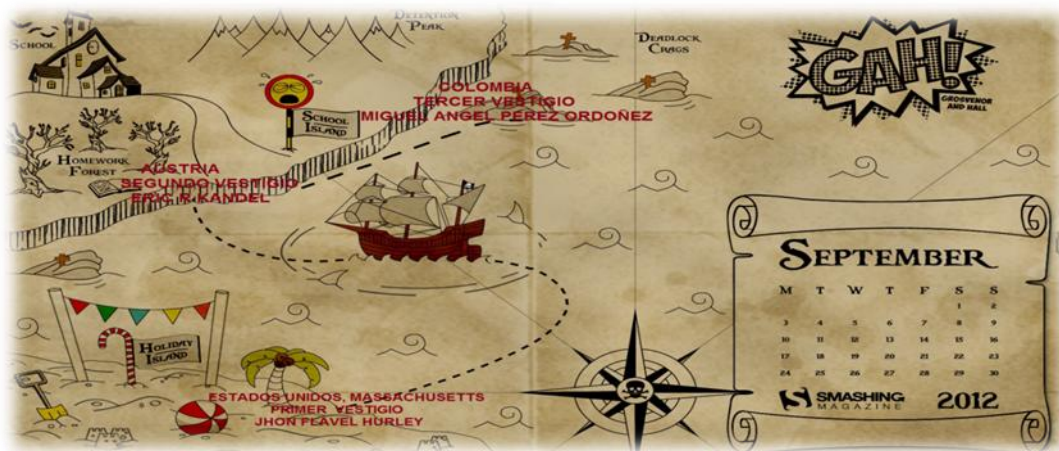 SCHOOL
DETENTION
PEAK
DEADLOCK
CRAGS
GAH!
GROSVENOR
AND HALL
SCHOOL
ISLAND
COLOMBIA
TERCER VESTIGIO
MIGUEL ANGEL PEREZ ORDOÑEZ
HOMEWORK
FOREST
AUSTRIA
SEGUNDO VESTIGIO
ERIC R KANDEL
HOLIDAY
ISLAND
ESTADOS UNIDOS, MASSACHUSETTS
PRIMER VESTIGIO
JHON FLAVEL HURLEY
SEPTEMBER
M T W T F S S
1 2
3 4 5 6 7 8 9
10 11 12 13 14 15 16
17 18 19 20 21 22 23
24 25 26 27 28 29 30
SMASHING
MAGAZINE
2012